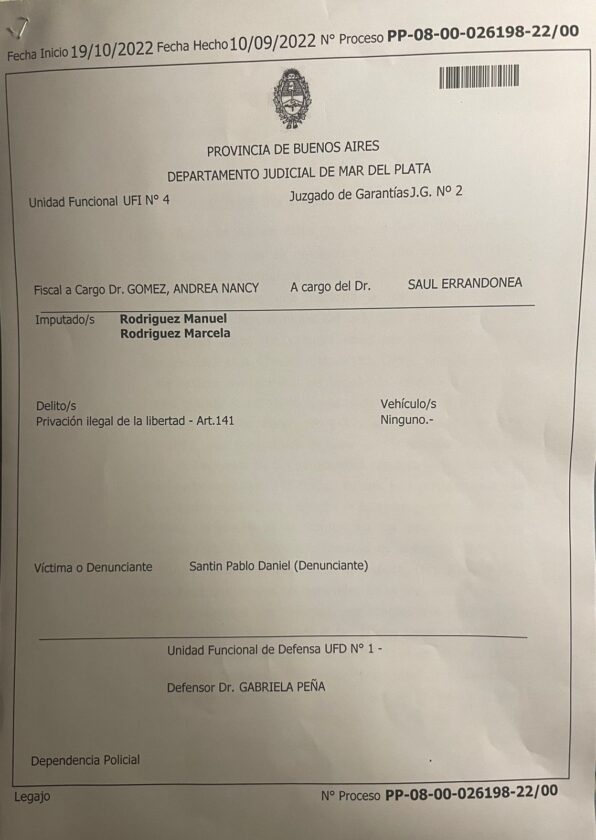 Fecha Inicio 19/10/2022 Fecha Hecho 10/09/2022 N° Proceso PP-08-00-026198-22/00
PROVINCIA DE BUENOS AIRES
DEPARTAMENTO JUDICIAL DE MAR DEL PLATA
Unidad Funcional UFI N° 4 Juzgado de GarantíasJ.G. Nº 2
Fiscal a Cargo Dr. GOMEZ, ANDREA NANCY A cargo del Dr. SAUL ERRANDONEA
Imputado/s Rodriguez Manuel
Rodriguez Marcela
Delito/s Vehículo/s
Privación ilegal de la libertad - Art.141 Ninguno.-
Víctima o Denunciante Santin Pablo Daniel (Denunciante)
Unidad Funcional de Defensa UFD N° 1 -
Defensor Dr. GABRIELA PEÑA
Dependencia Policial
Legajo N° Proceso PP-08-00-026198-22/00